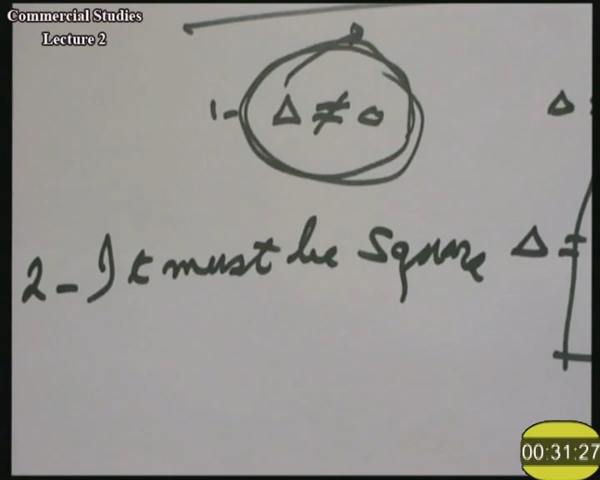 Commercial Studies
Lecture 2
1- Δ ≠ 0
Δ
2- It must be Square Δ =
00:31:27